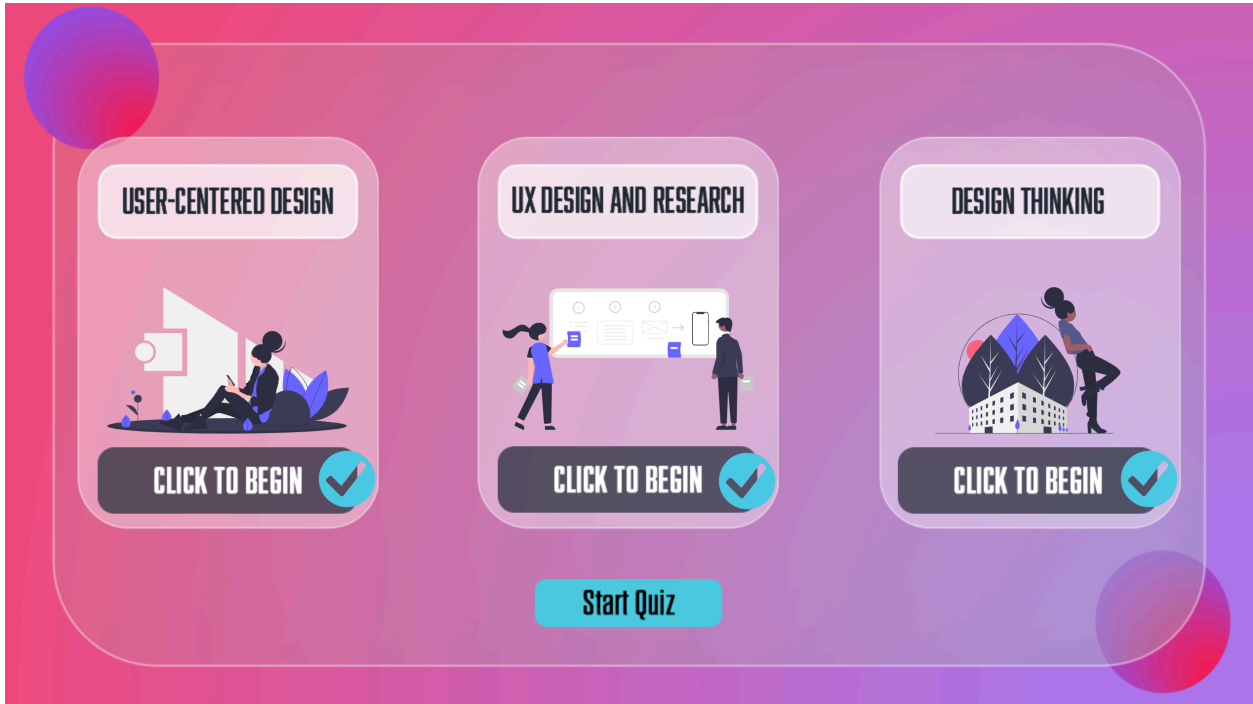 USER-CENTERED DESIGN
UX DESIGN AND RESEARCH
DESIGN THINKING
CLICK TO BEGIN
CLICK TO BEGIN
CLICK TO BEGIN
Start Quiz